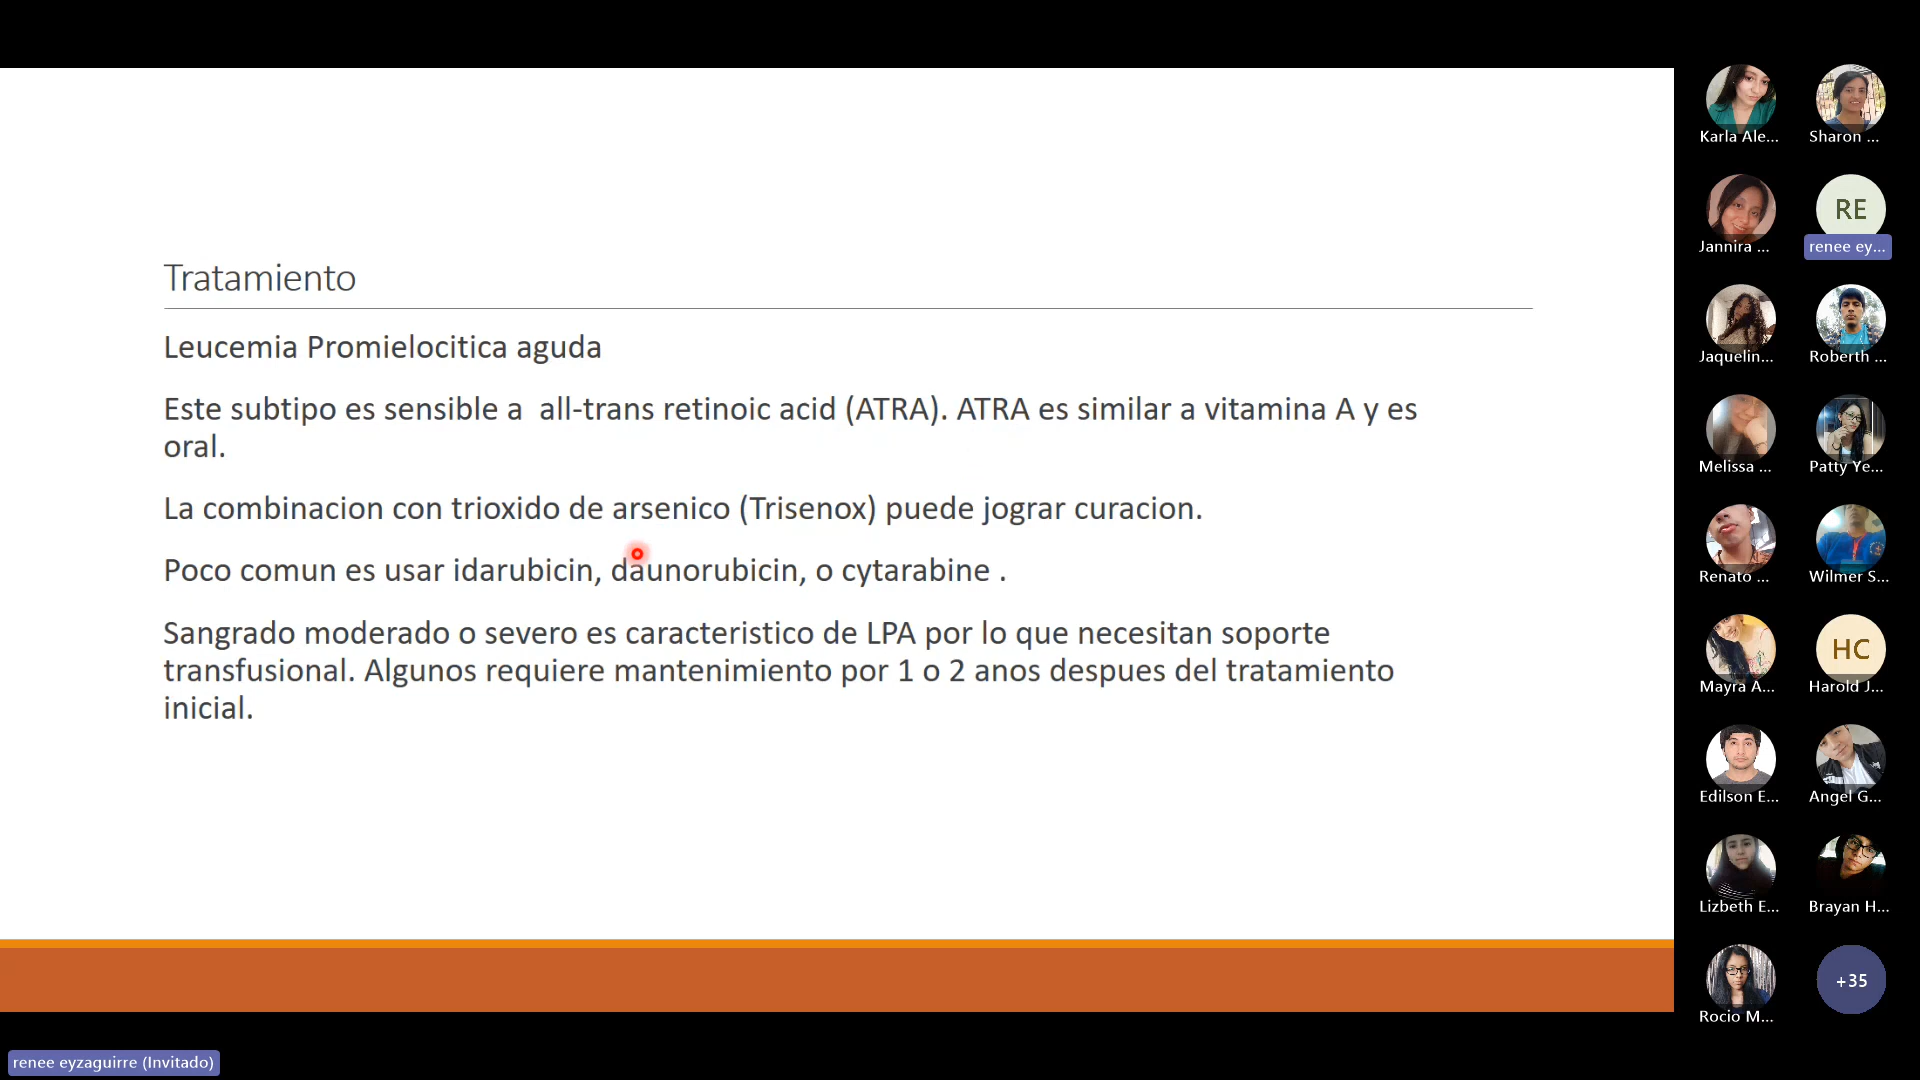 Tratamiento
Leucemia Promielocitica aguda
Este subtipo es sensible a  all-trans retinoic acid (ATRA). ATRA es similar a vitamina A y es
oral.
La combinacion con trioxido de arsenico (Trisenox) puede jograr curacion.
Poco comun es usar idarubicin, daunorubicin, o cytarabine .
Sangrado moderado o severo es caracteristico de LPA por lo que necesitan soporte
transfusional. Algunos requiere mantenimiento por 1 o 2 anos despues del tratamiento
inicial.
Karla Ale...
Sharon ...
Jannira ...
RE
renee ey...
Jaquelin...
Roberth ...
Melissa ...
Patty Ye...
Renato ...
Wilmer S...
Mayra A...
HC
Harold J...
Edilson E...
Angel G...
Lizbeth E...
Brayan H...
Rocio M...
+35
renee eyzaguirre (Invitado)